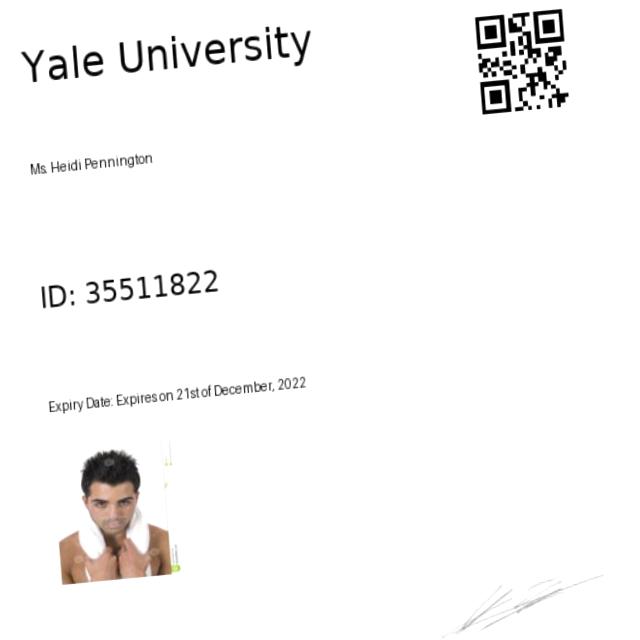 Yale University
Ms. Heidi Pennington
ID: 35511822
Expiry Date: Expires on 21st of December, 2022